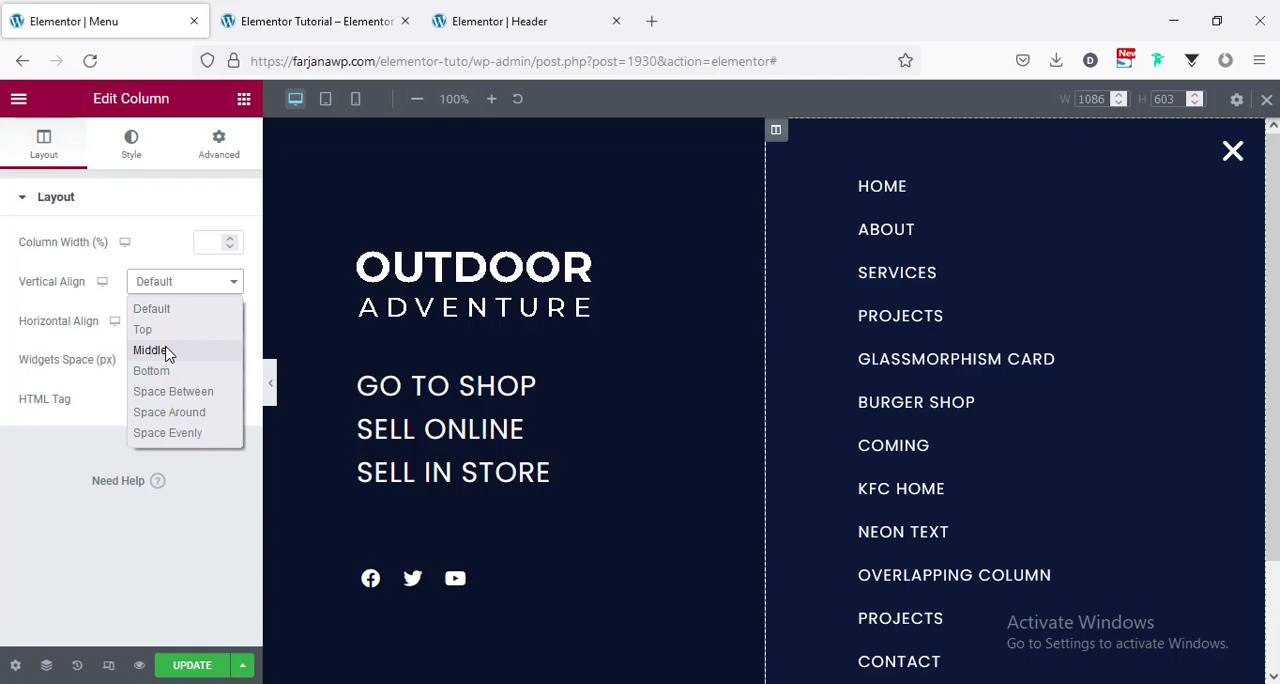 Elementor | Menu
Elementor Tutorial – Elementor
Elementor | Header
https://farjanawp.com/elementor-tuto/wp-admin/post.php?post=1930&action=elementor#
D
New
Edit Column
100%
W 1086 H 603
Layout
Style
Advanced
Layout
Column Width (%)
Vertical Align
Default
Default
Top
Middle
Bottom
Space Between
Space Around
Space Evenly
Horizontal Align
Widgets Space (px)
HTML Tag
Need Help ?
UPDATE
OUTDOOR
ADVENTURE
GO TO SHOP
SELL ONLINE
SELL IN STORE
HOME
ABOUT
SERVICES
PROJECTS
GLASSMORPHISM CARD
BURGER SHOP
COMING
KFC HOME
NEON TEXT
OVERLAPPING COLUMN
PROJECTS
CONTACT
Activate Windows
Go to Settings to activate Windows.